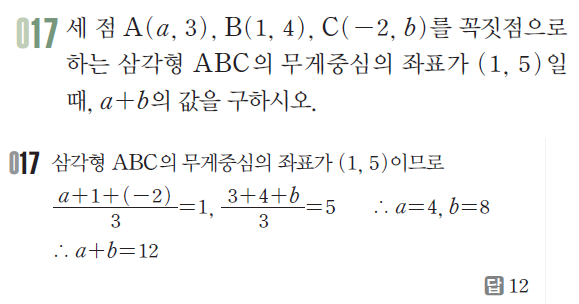 017 세 점 A(a, 3), B(1, 4), C(-2, b)를 꼭짓점으로
하는 삼각형 ABC의 무게중심의 좌표가 (1, 5)일
때, a+b의 값을 구하시오.
017 삼각형 ABC의 무게중심의 좌표가 (1, 5)이므로
\frac{a+1+(-2)}{3}=1, \frac{3+4+b}{3}=5 ∴ a=4, b=8
∴ a+b=12
답 12